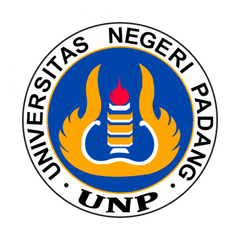 · UNIVERSITAS NEGERI PADANG ·
UNP